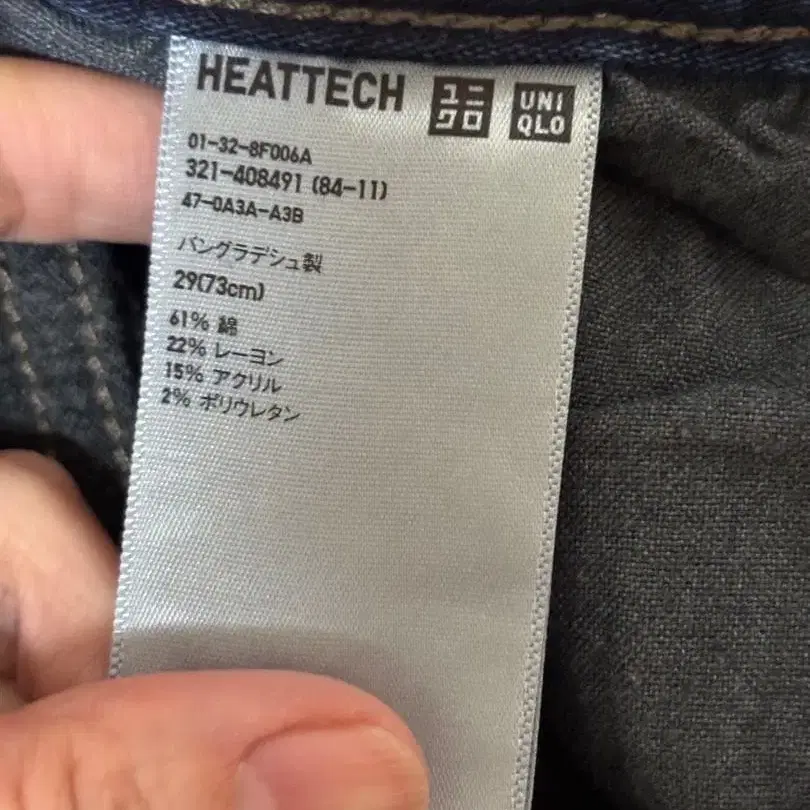 HEATTECH ユニクロ UNIQLO
01-32-8F006A
321-408491 (84-11)
47-0A3A-A3B
バングラデシュ製
29(73cm)
61% 綿
22% レーヨン
15% アクリル
2% ポリウレタン